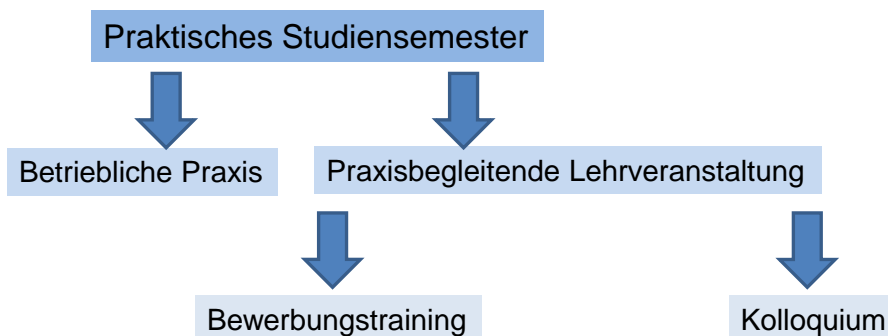 Praktisches Studiensemester
Betriebliche Praxis
Praxisbegleitende Lehrveranstaltung
Bewerbungstraining
Kolloquium